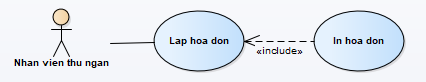 Lap hoa don
In hoa don
«include»
Nhan vien thu ngan